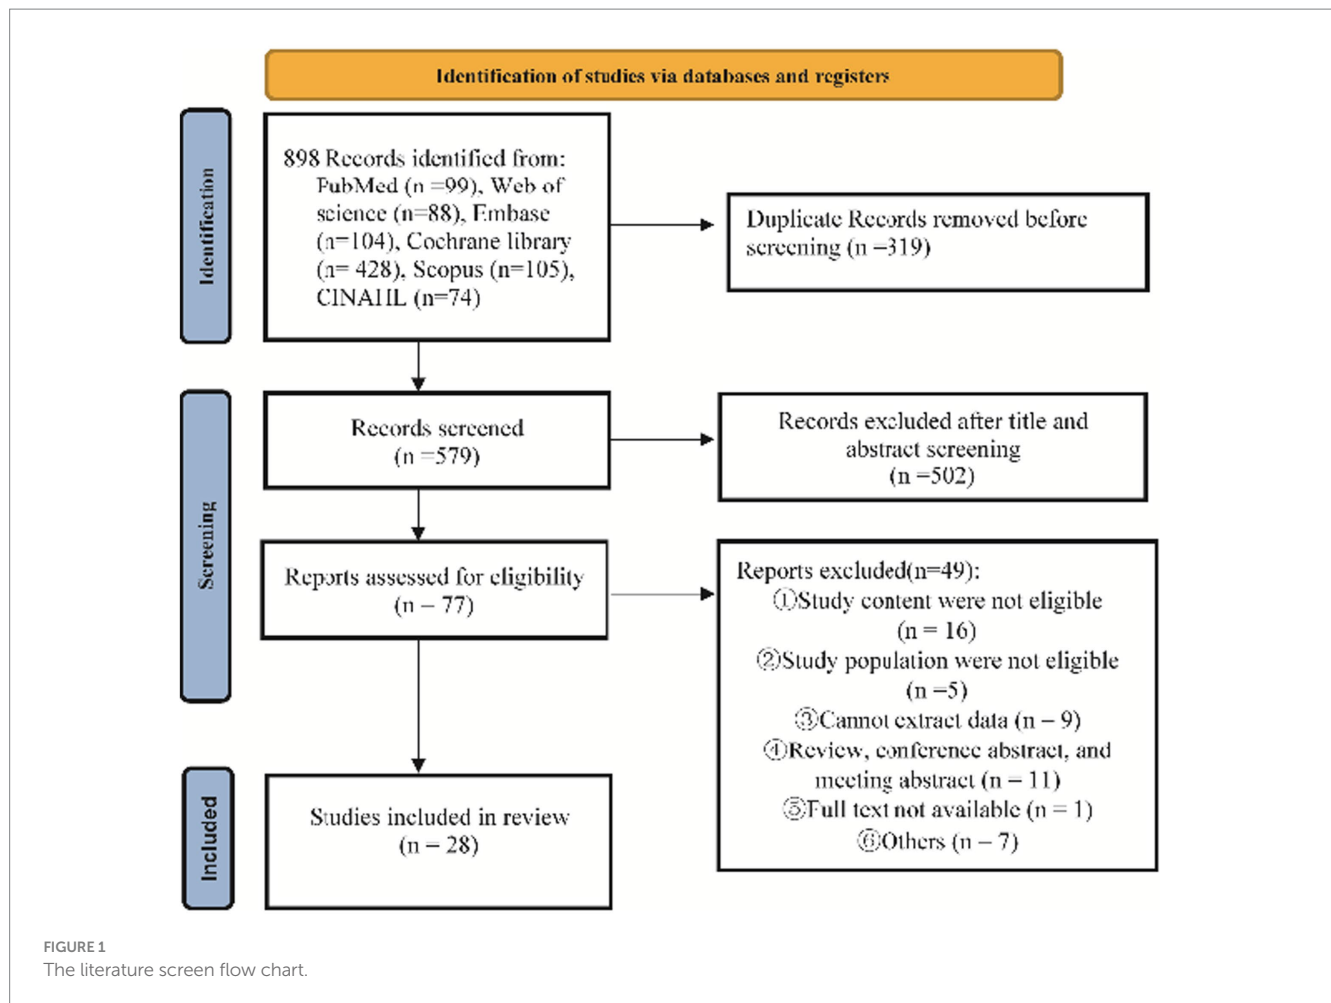 Identification of studies via databases and registers
Identification
898 Records identified from:
PubMed (n =99), Web of
science (n=88), Embase
(n=104), Cochrane library
(n= 428), Scopus (n=105),
CINAHL (n=74)
Duplicate Records removed before
screening (n =319)
Screening
Records screened
(n =579)
Records excluded after title and
abstract screening
(n =502)
Reports assessed for eligibility
(n = 77)
Reports excluded(n=49):
①Study content were not eligible
(n = 16)
②Study population were not eligible
(n =5)
③Cannot extract data (n = 9)
④Review, conference abstract, and
meeting abstract (n = 11)
⑤Full text not available (n = 1)
⑥Others (n = 7)
Included
Studies included in review
(n = 28)
FIGURE 1
The literature screen flow chart.